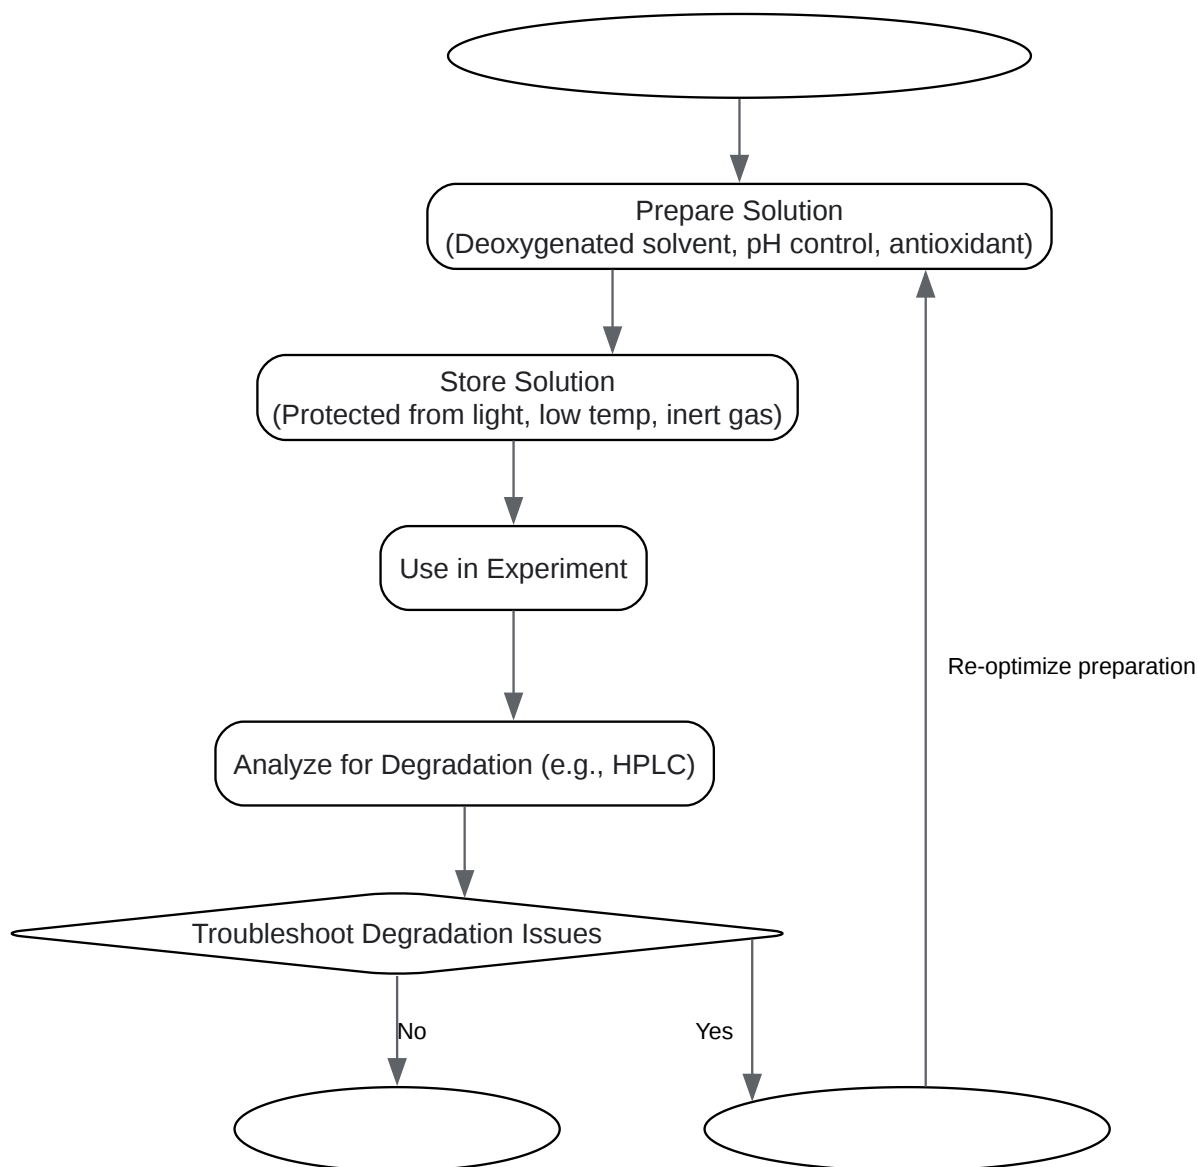 Prepare Solution
(Deoxygenated solvent, pH control, antioxidant)
Store Solution
(Protected from light, low temp, inert gas)
Use in Experiment
Re-optimize preparation
Analyze for Degradation (e.g., HPLC)
Troubleshoot Degradation Issues
No
Yes